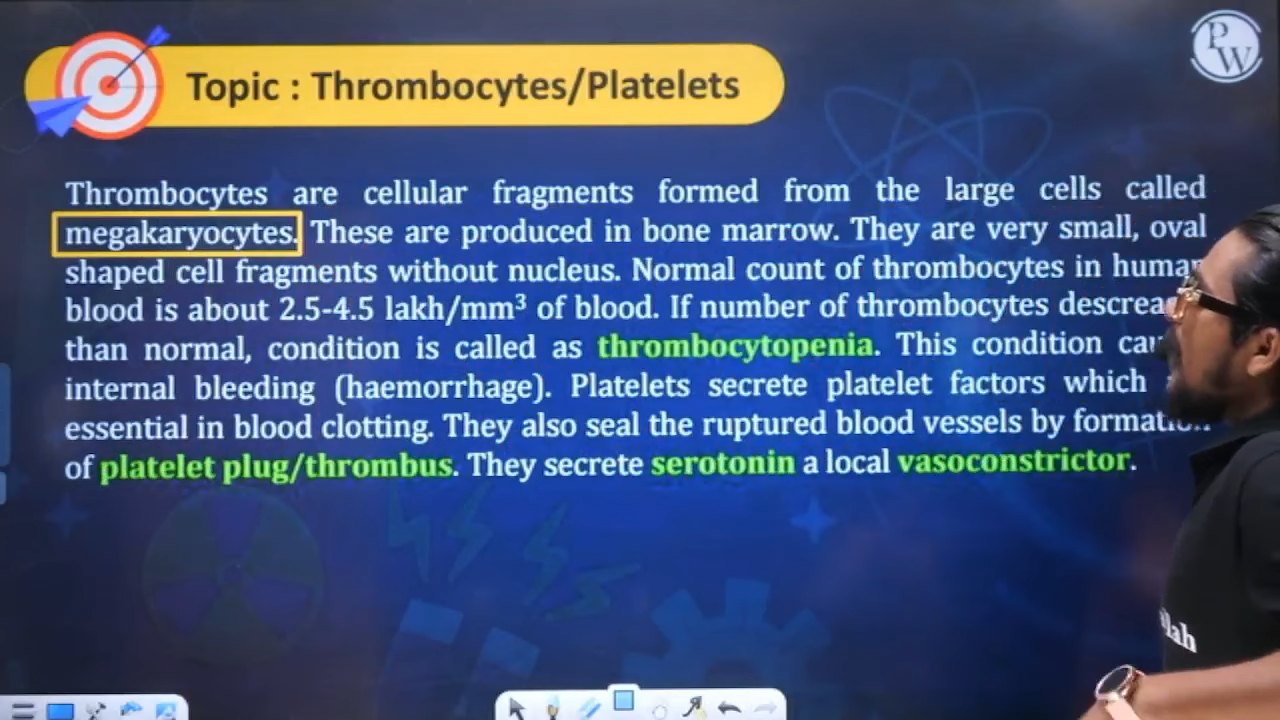 PW
Topic : Thrombocytes/Platelets
Thrombocytes are cellular fragments formed from the large cells called
megakaryocytes. These are produced in bone marrow. They are very small, oval
shaped cell fragments without nucleus. Normal count of thrombocytes in human
blood is about 2.5-4.5 lakh/mm³ of blood. If number of thrombocytes
than normal, condition is called as thrombocytopenia. This condition
internal bleeding (haemorrhage). Platelets secrete platelet factors which
essential in blood clotting. They also seal the ruptured blood vessels by
of platelet plug/thrombus. They secrete serotonin a local vasoconstrictor.